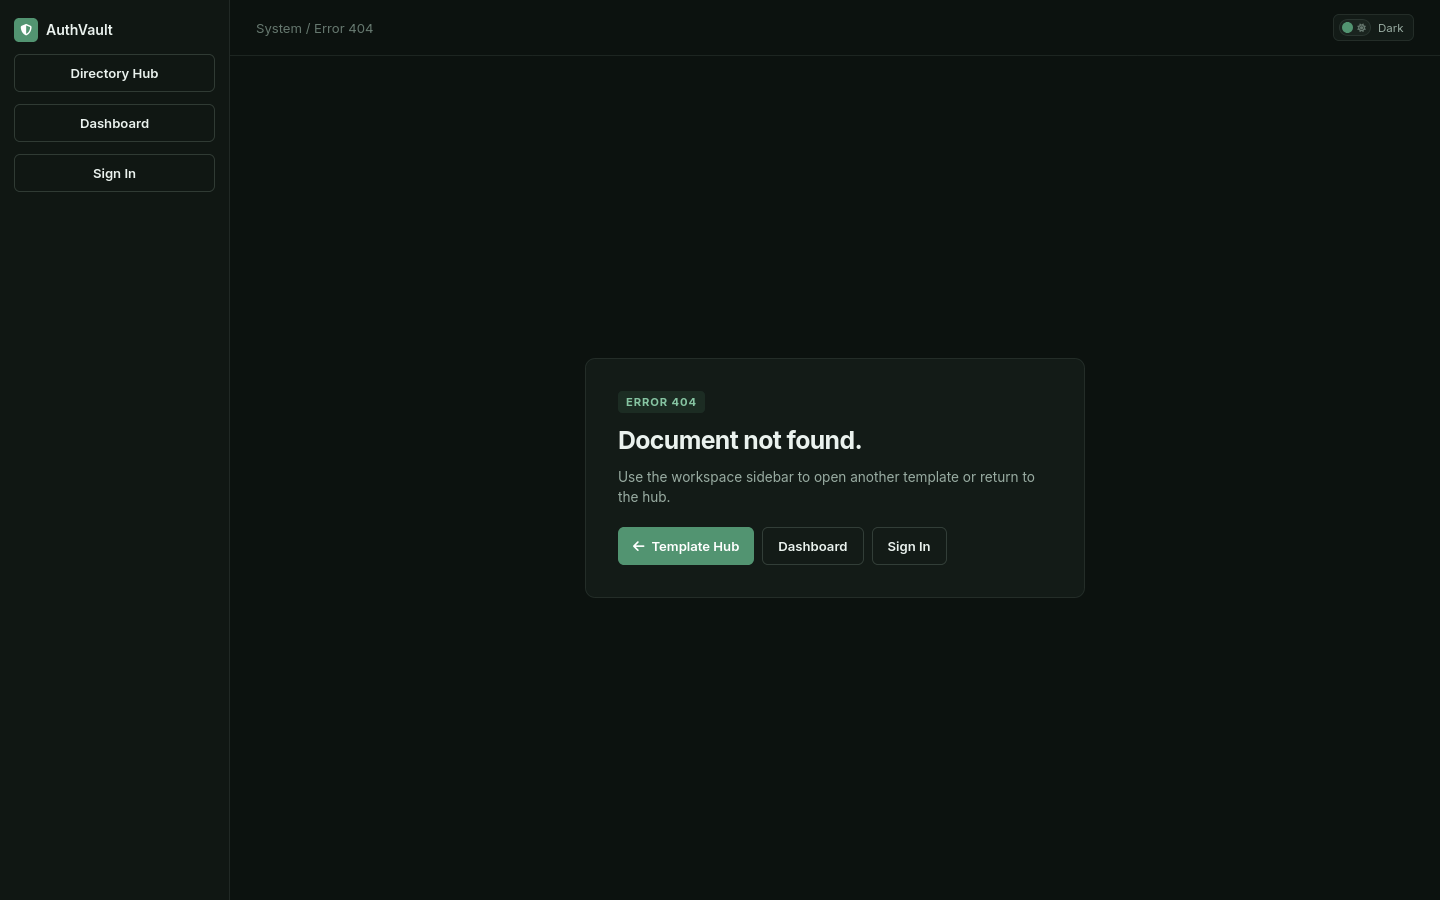 AuthVault
Directory Hub
Dashboard
Sign In
System / Error 404
Dark
ERROR 404
Document not found.
Use the workspace sidebar to open another template or return to
the hub.
Template Hub
Dashboard
Sign In